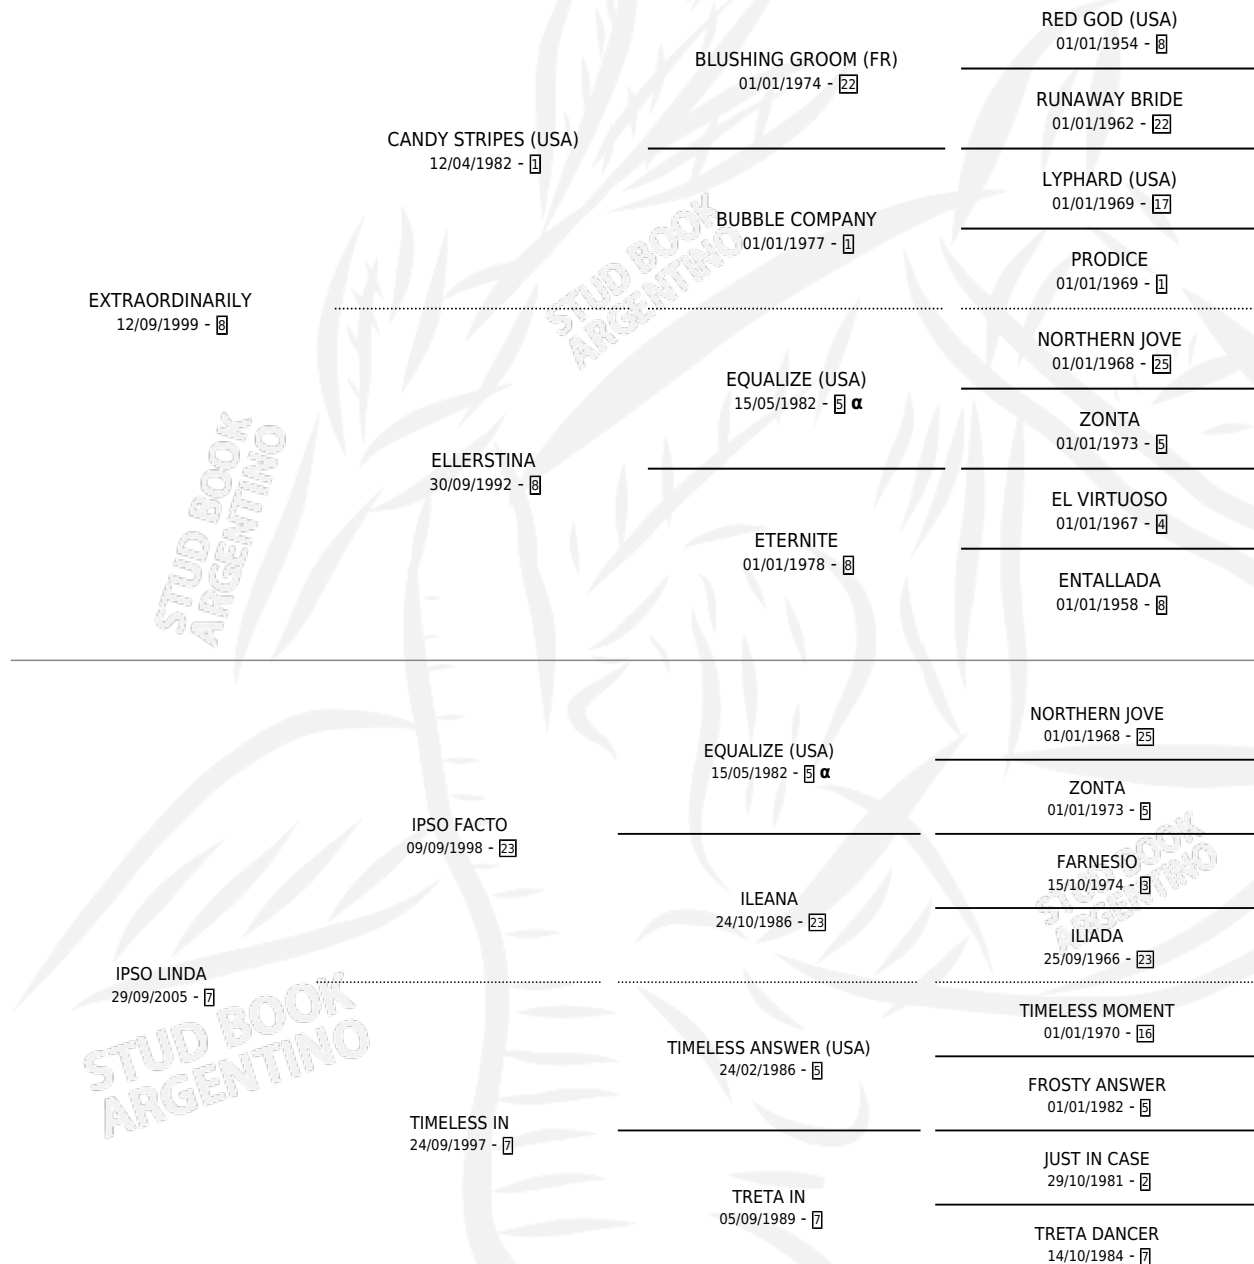 RED GOD (USA)
01/01/1954 - 8
BLUSHING GROOM (FR)
01/01/1974 - 22
RUNAWAY BRIDE
01/01/1962 - 22
CANDY STRIPES (USA)
12/04/1982 - 1
LYPHARD (USA)
01/01/1969 - 17
BUBBLE COMPANY
01/01/1977 - 1
PRODICE
01/01/1969 - 1
EXTRAORDINARILY
12/09/1999 - 8
NORTHERN JOVE
01/01/1968 - 25
EQUALIZE (USA)
15/05/1982 - 5 α
ZONTA
01/01/1973 - 5
ELLERSTINA
30/09/1992 - 8
EL VIRTUOSO
01/01/1967 - 4
ETERNITE
01/01/1978 - 8
ENTALLADA
01/01/1958 - 8
NORTHERN JOVE
01/01/1968 - 25
EQUALIZE (USA)
15/05/1982 - 5 α
ZONTA
01/01/1973 - 5
IPSO FACTO
09/09/1998 - 23
FARNESIO
15/10/1974 - 3
ILEANA
24/10/1986 - 23
ILIADA
25/09/1966 - 23
IPSO LINDA
29/09/2005 - 7
TIMELESS MOMENT
01/01/1970 - 16
TIMELESS ANSWER (USA)
24/02/1986 - 5
FROSTY ANSWER
01/01/1982 - 5
TIMELESS IN
24/09/1997 - 7
JUST IN CASE
29/10/1981 - 2
TRETA IN
05/09/1989 - 7
TRETA DANCER
14/10/1984 - 7
STUD BOOK
ARGENTINO
STUD BOOK
ARGENTINO
STUD BOOK
ARGENTINO
STUD BOOK
ARGENTINO